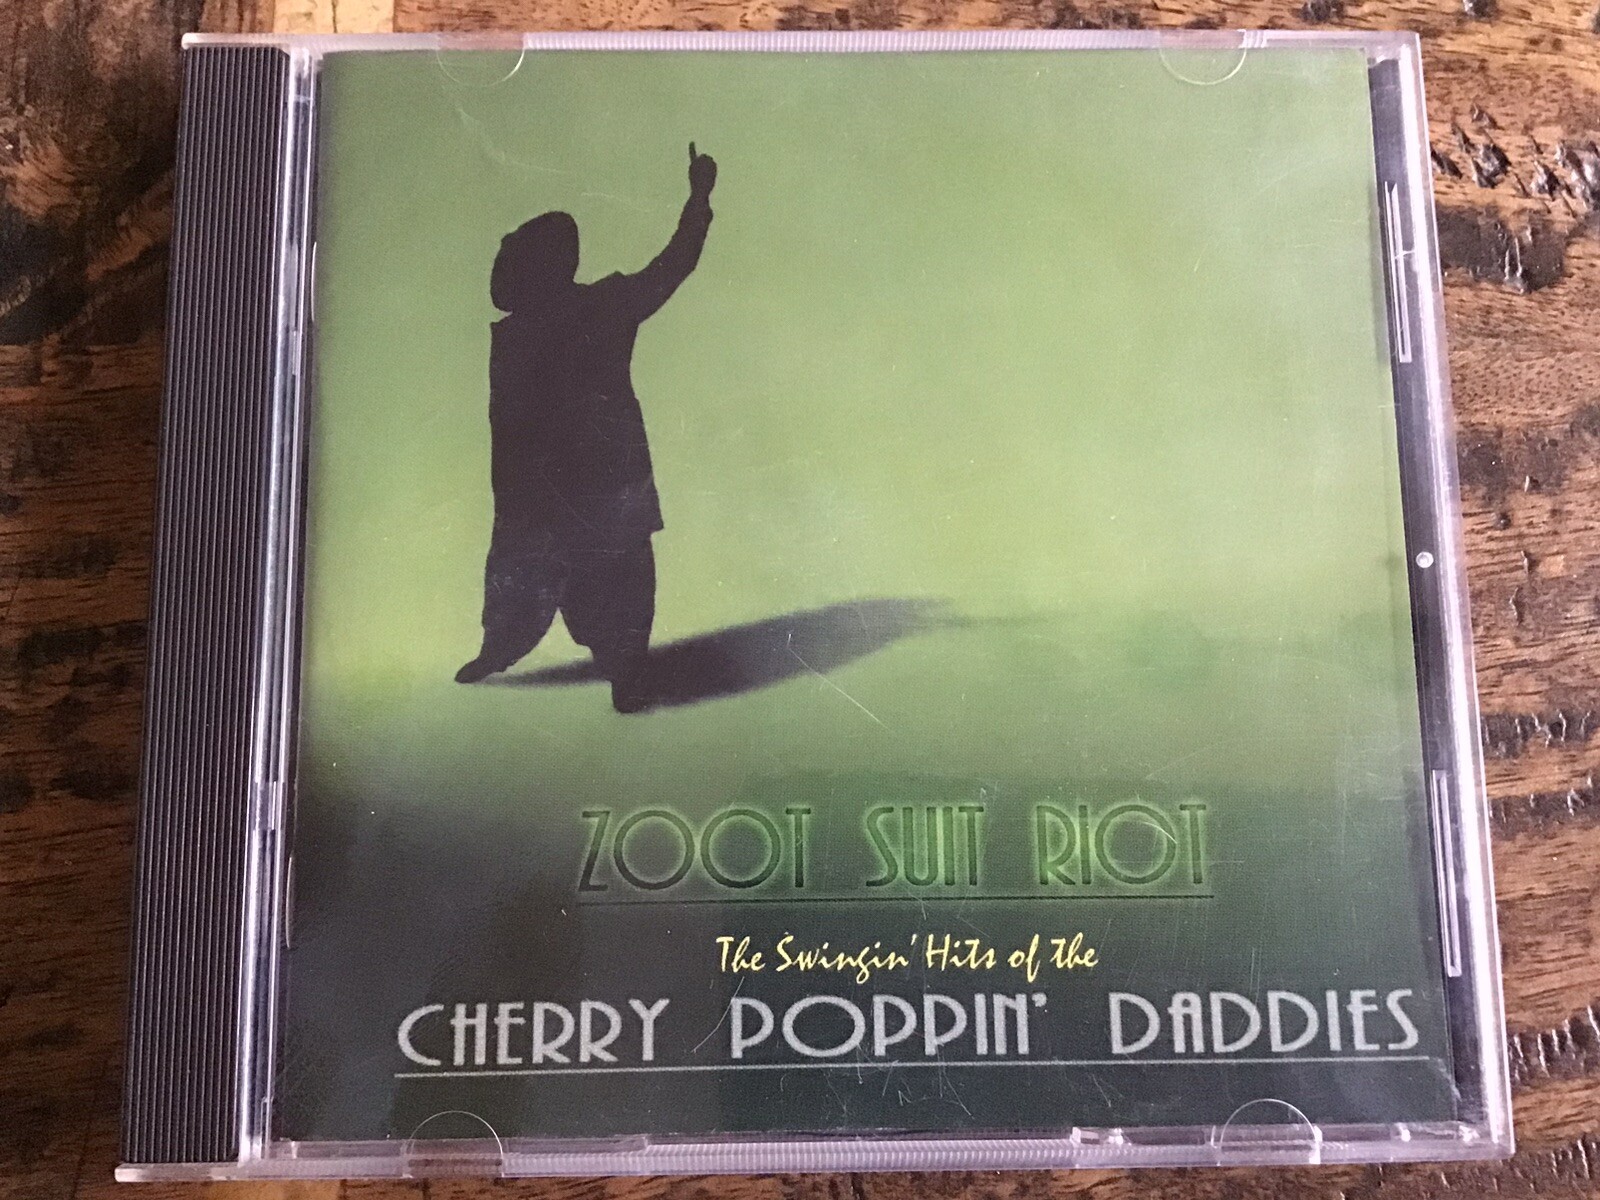 ZOOT SUIT RIOT
The Swingin' Hits of the
CHERRY POPPIN' DADDIES